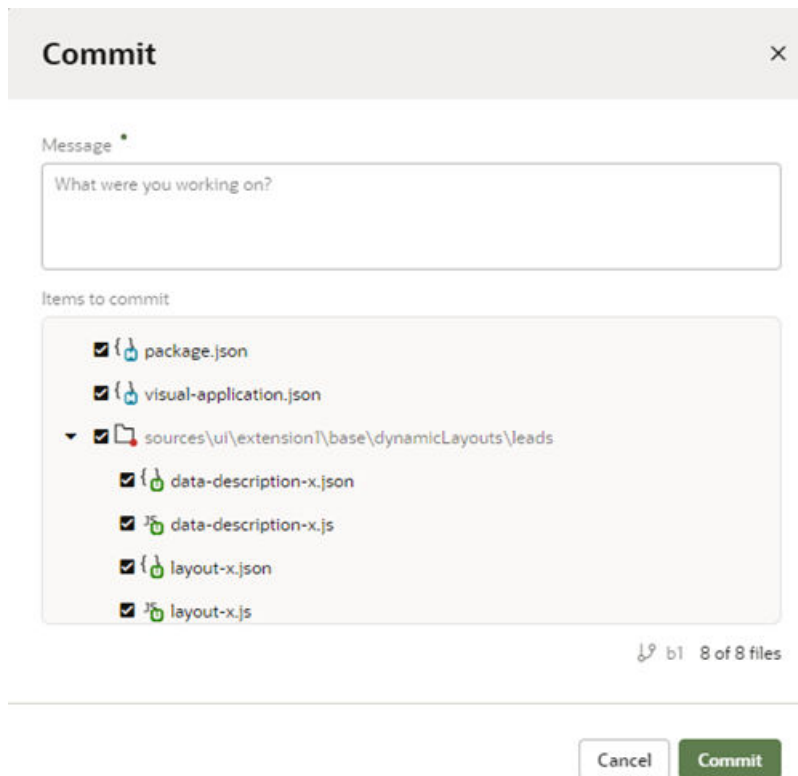 Commit
Message
What were you working on?
Items to commit
package.json
visual-application.json
sources\ui\extension1\base\dynamicLayouts\leads
data-description-x.json
data-description-x.js
layout-x.json
layout-x.js
b1 8 of 8 files
Cancel Commit